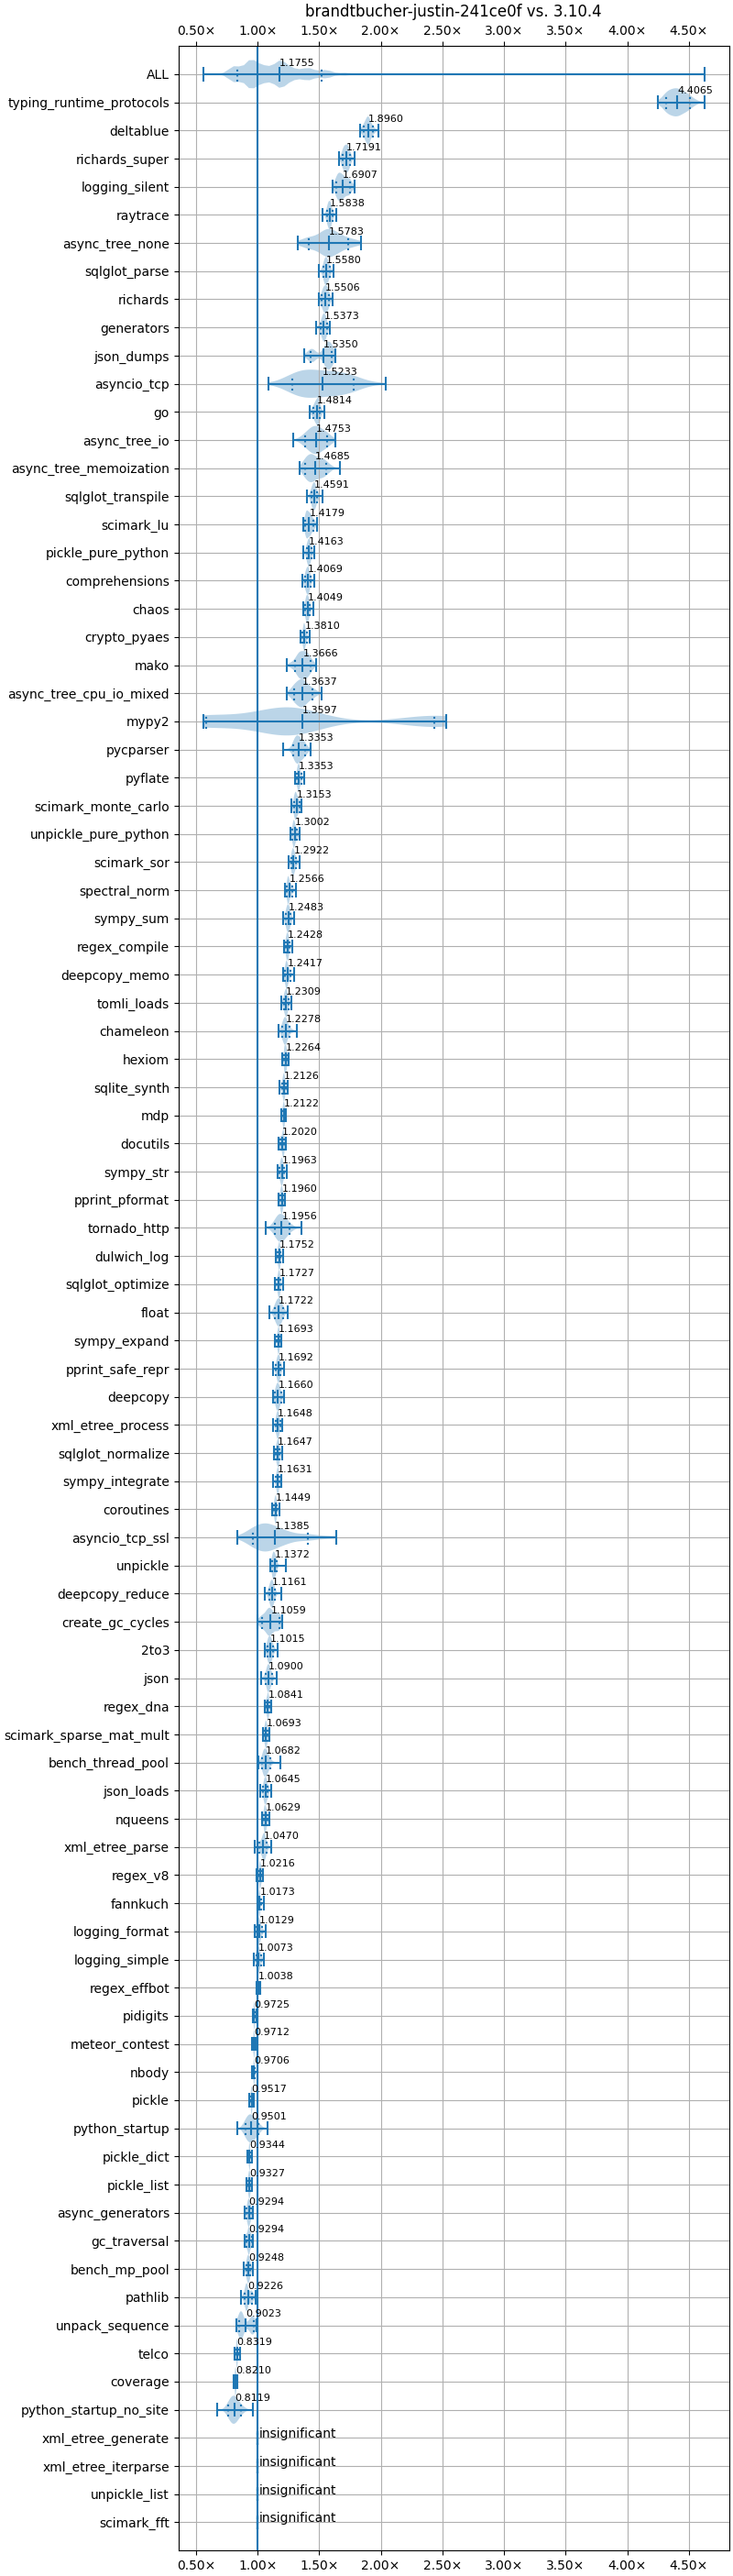 brandtbucher-justin-241ce0f vs. 3.10.4
0.50× 1.00× 1.50× 2.00× 2.50× 3.00× 3.50× 4.00× 4.50×
ALL 1.1755
typing_runtime_protocols 4.4065
deltablue 1.8960
richards_super 1.7191
logging_silent 1.6907
raytrace 1.5838
async_tree_none 1.5783
sqlglot_parse 1.5580
richards 1.5506
generators 1.5373
json_dumps 1.5350
asyncio_tcp 1.5233
go 1.4814
async_tree_io 1.4753
async_tree_memoization 1.4685
sqlglot_transpile 1.4591
scimark_lu 1.4179
pickle_pure_python 1.4163
comprehensions 1.4069
chaos 1.4049
crypto_pyaes 1.3810
mako 1.3666
async_tree_cpu_io_mixed 1.3637
mypy2 1.3597
pycparser 1.3353
pyflate 1.3353
scimark_monte_carlo 1.3153
unpickle_pure_python 1.3002
scimark_sor 1.2922
spectral_norm 1.2566
sympy_sum 1.2483
regex_compile 1.2428
deepcopy_memo 1.2417
tomli_loads 1.2309
chameleon 1.2278
hexiom 1.2264
sqlite_synth 1.2126
mdp 1.2122
docutils 1.2020
sympy_str 1.1963
pprint_pformat 1.1960
tornado_http 1.1956
dulwich_log 1.1752
sqlglot_optimize 1.1727
float 1.1722
sympy_expand 1.1693
pprint_safe_repr 1.1692
deepcopy 1.1660
xml_etree_process 1.1648
sqlglot_normalize 1.1647
sympy_integrate 1.1631
coroutines 1.1449
asyncio_tcp_ssl 1.1385
unpickle 1.1372
deepcopy_reduce 1.1161
create_gc_cycles 1.1059
2to3 1.1015
json 1.0900
regex_dna 1.0841
scimark_sparse_mat_mult 1.0693
bench_thread_pool 1.0682
json_loads 1.0645
nqueens 1.0629
xml_etree_parse 1.0470
regex_v8 1.0216
fannkuch 1.0173
logging_format 1.0129
logging_simple 1.0073
regex_effbot 1.0038
pidigits 0.9725
meteor_contest 0.9712
nbody 0.9706
pickle 0.9517
python_startup 0.9501
pickle_dict 0.9344
pickle_list 0.9327
async_generators 0.9294
gc_traversal 0.9294
bench_mp_pool 0.9248
pathlib 0.9226
unpack_sequence 0.9023
telco 0.8319
coverage 0.8210
python_startup_no_site 0.8119
xml_etree_generate insignificant
xml_etree_iterparse insignificant
unpickle_list insignificant
scimark_fft insignificant
0.50× 1.00× 1.50× 2.00× 2.50× 3.00× 3.50× 4.00× 4.50×